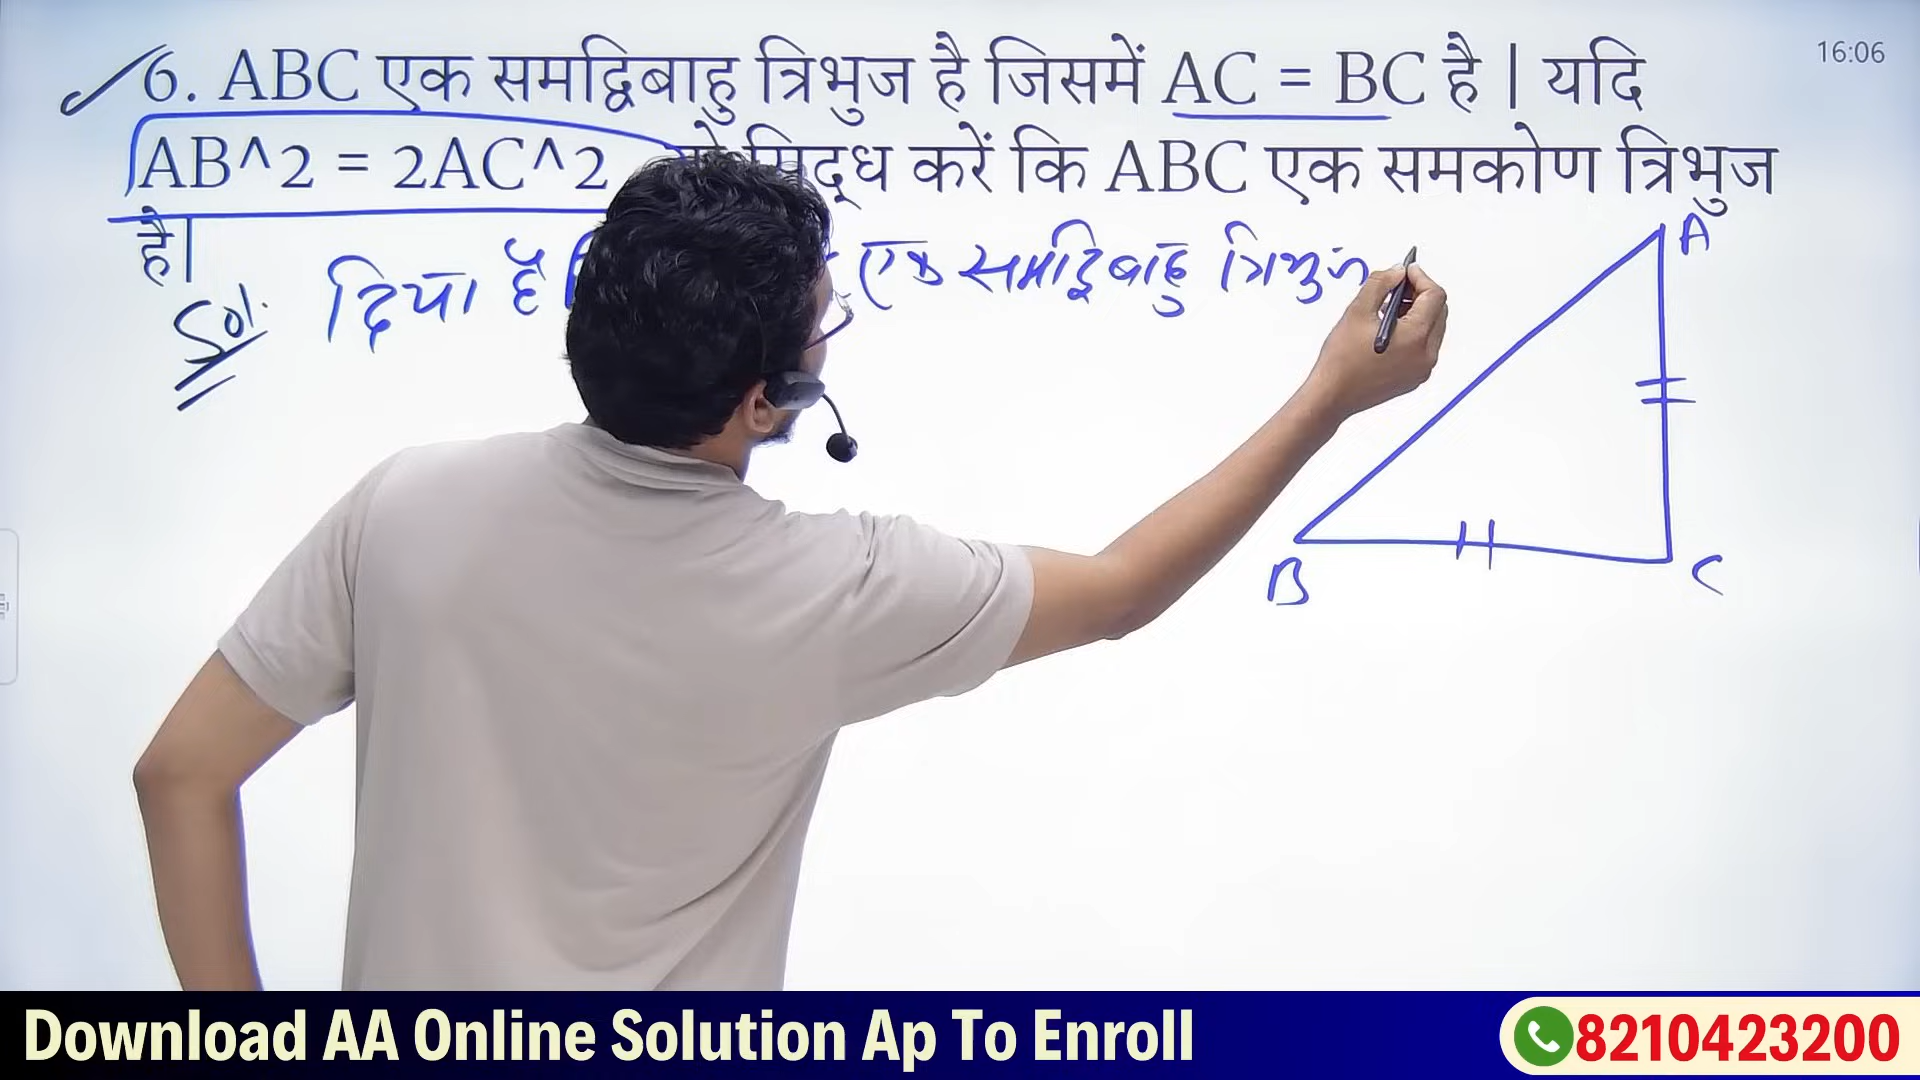 16:06
6. ABC एक समद्विबाहु त्रिभुज है जिसमें AC = BC है | यदि
AB^2 = 2AC^2 करें कि ABC एक समकोण त्रिभुज
है|
Sol. दिया है एक समद्विबाहु त्रिभुज
A
B
C
Download AA Online Solution Ap To Enroll
8210423200